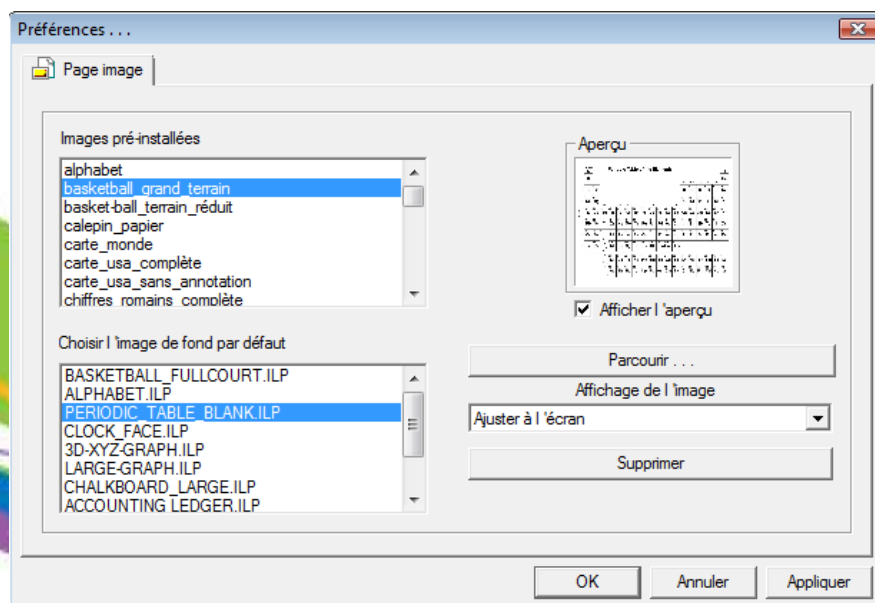 Préférences . . .
Page image
Images pré-installées
alphabet
basketball_grand_terrain
basket-ball_terrain_réduit
calepin_papier
carte_monde
carte_usa_complète
carte_usa_sans_annotation
chiffres_romains_complète
Aperçu
Afficher l 'aperçu
Choisir l 'image de fond par défaut
BASKETBALL_FULLCOURT.ILP
ALPHABET.ILP
PERIODIC_TABLE_BLANK.ILP
CLOCK_FACE.ILP
3D-XYZ-GRAPH.ILP
LARGE-GRAPH.ILP
CHALKBOARD_LARGE.ILP
ACCOUNTING LEDGER.ILP
Parcourir . . .
Affichage de l 'image
Ajuster à l 'écran
Supprimer
OK
Annuler
Appliquer